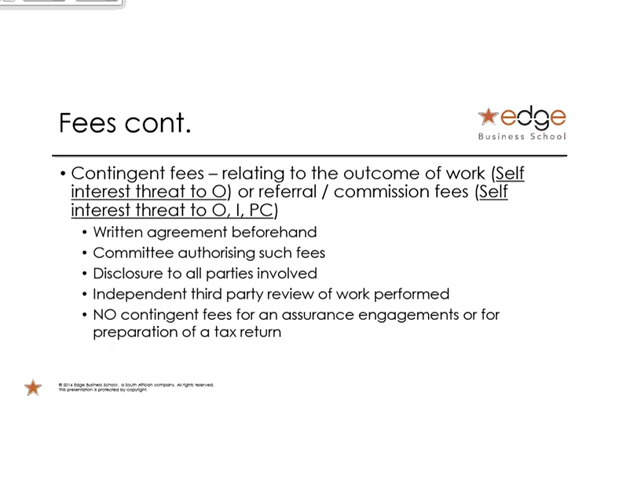 Fees cont.
edge
Business School
• Contingent fees – relating to the outcome of work (Self
interest threat to O) or referral / commission fees (Self
interest threat to O, I, PC)
• Written agreement beforehand
• Committee authorising such fees
• Disclosure to all parties involved
• Independent third party review of work performed
• NO contingent fees for an assurance engagements or for
preparation of a tax return
© 2016 Edge Business School, a South African company. All rights reserved.
This presentation is protected by copyright.